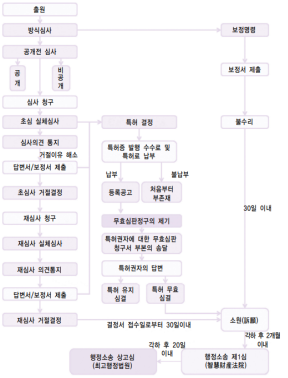 출원
방식심사
보정명령
공개전 심사
보정서 제출
공
개
비
공
개
심사 청구
초심 실체심사
특허 결정
불수리
심사의견 통지
거절이유 해소
특허증 발행 수수료 및
특허료 납부
답변서/보정서 제출
납부
불납부
초심사 거절결정
등록공고
처음부터
부존재
30일 이내
재심사 청구
무효심판청구의 제기
재심사 실체심사
특허권자에 대한 무효심판
청구서 부본의 송달
재심사 의견통지
특허권자의 답변
답변서/보정서 제출
특허 유지
심결
특허 무효
심결
재심사 거절결정
소원(訴願)
결정서 접수일로부터 30일이내
각하 후 2개월
이내
각하 후 20일
이내
행정소송 상고심
(최고행정법원)
행정소송 제1심
(智慧財產法院)